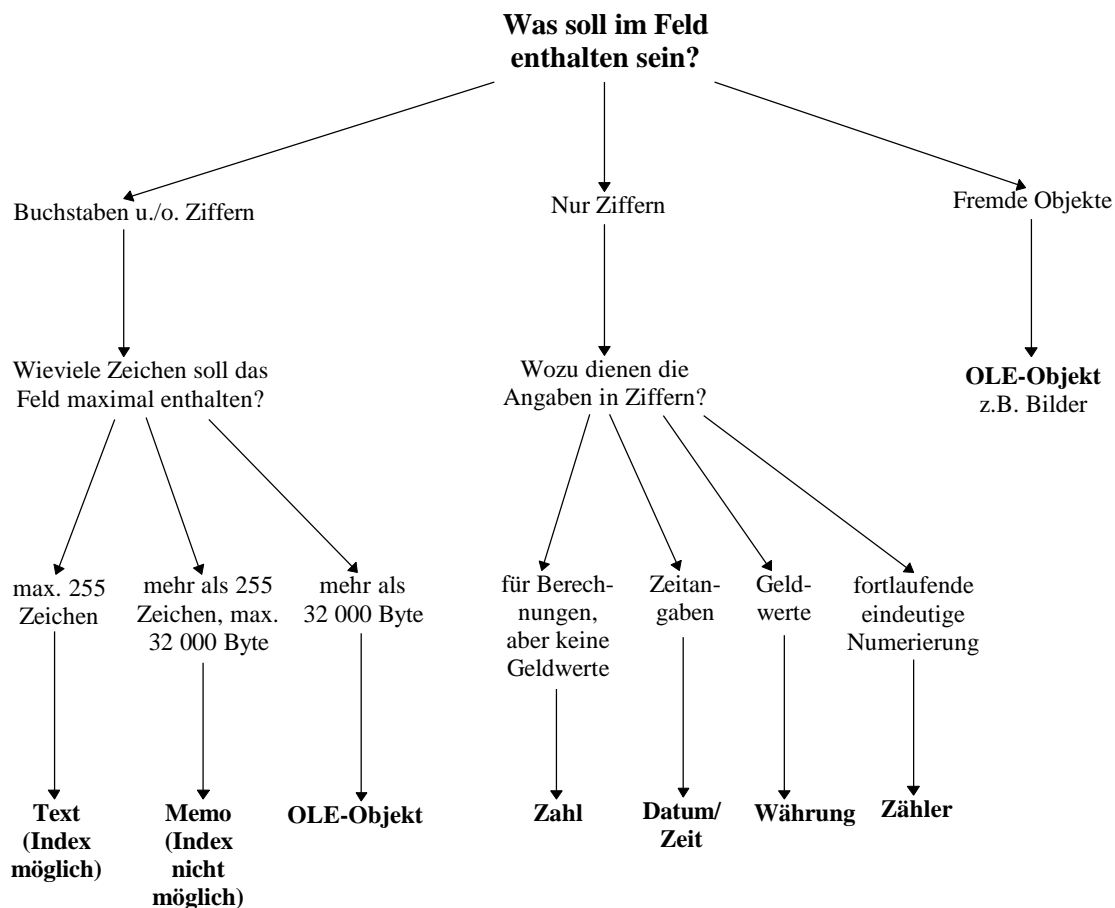 Was soll im Feld
enthalten sein?
Buchstaben u./o. Ziffern
Nur Ziffern
Fremde Objekte
Wieviele Zeichen soll das
Feld maximal enthalten?
Wozu dienen die
Angaben in Ziffern?
OLE-Objekt
z.B. Bilder
max. 255
Zeichen
mehr als 255
Zeichen, max.
32 000 Byte
mehr als
32 000 Byte
für Berech-
nungen,
aber keine
Geldwerte
Zeitan-
gaben
Geld-
werte
fortlaufende
eindeutige
Numerierung
Text
(Index
möglich)
Memo
(Index
nicht
möglich)
OLE-Objekt
Zahl
Datum/
Zeit
Währung
Zähler